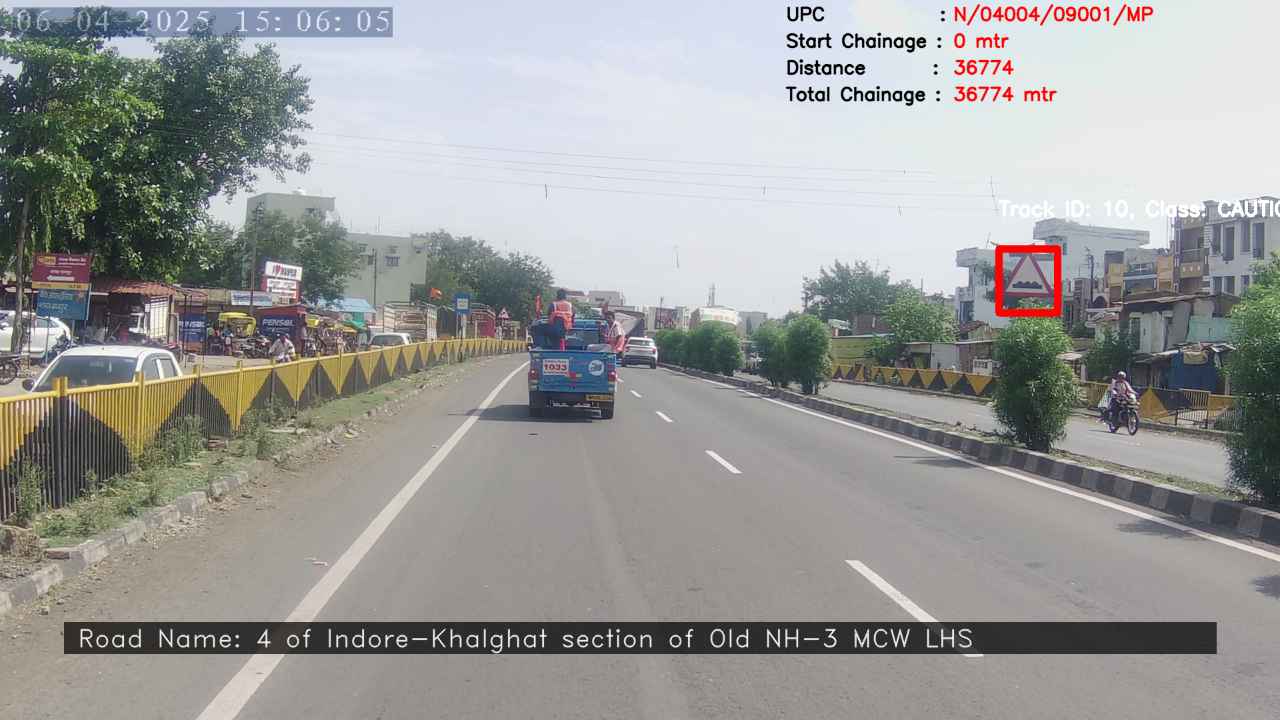 06-04-2025 15:06:05
UPC : N/04004/09001/MP
Start Chainage : 0 mtr
Distance : 36774
Total Chainage : 36774 mtr
Track ID: 10, Class: CAUTIO
PENSOL
1033
Road Name: 4 of Indore-Khalghat section of Old NH-3 MCW LHS